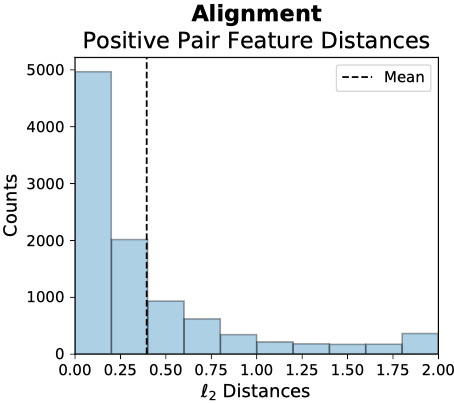 Alignment
Positive Pair Feature Distances
Mean
Counts
5000
4000
3000
2000
1000
0
0.00 0.25 0.50 0.75 1.00 1.25 1.50 1.75 2.00
ℓ₂ Distances